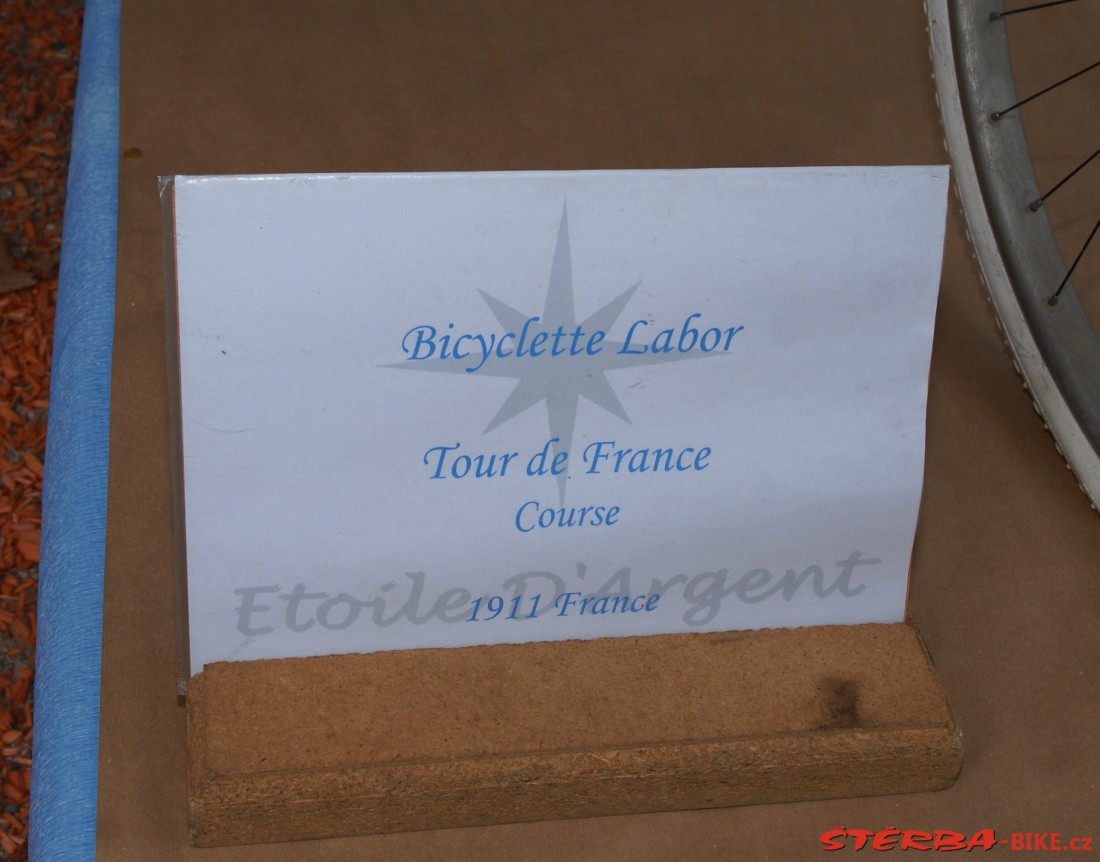 Bicyclette Labor
Tour de France
Course
Etoile D'Argent
1911 France
ŠTĚRBA-BIKE.cz